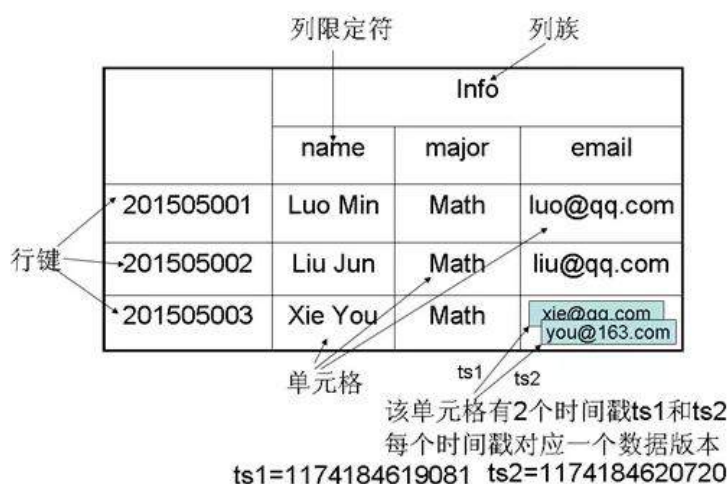 列限定符 列族
Info
name major email
201505001 Luo Min Math luo@qq.com
行键 201505002 Liu Jun Math liu@qq.com
201505003 Xie You Math xie@qq.com
you@163.com
单元格 ts1 ts2
该单元格有2个时间戳ts1和ts2
每个时间戳对应一个数据版本
ts1=1174184619081 ts2=1174184620720